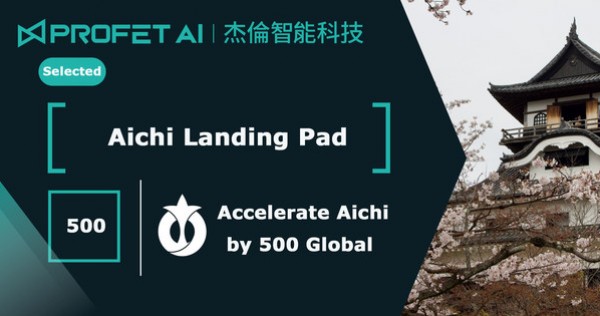 PROFET AI | 杰倫智能科技
Selected
Aichi Landing Pad
500
Accelerate Aichi
by 500 Global